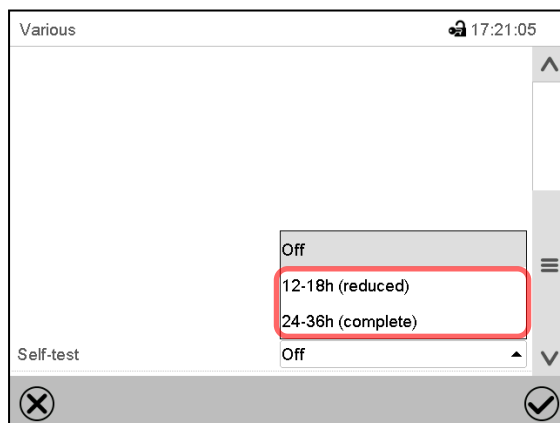 Various 17:21:05
Off
12-18h (reduced)
24-36h (complete)
Self-test Off